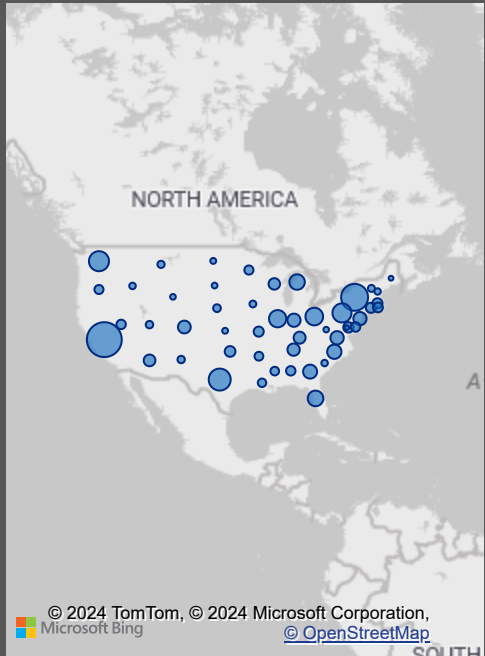 NORTH AMERICA
A
© 2024 TomTom, © 2024 Microsoft Corporation,
Microsoft Bing
© OpenStreetMap
SOUTH